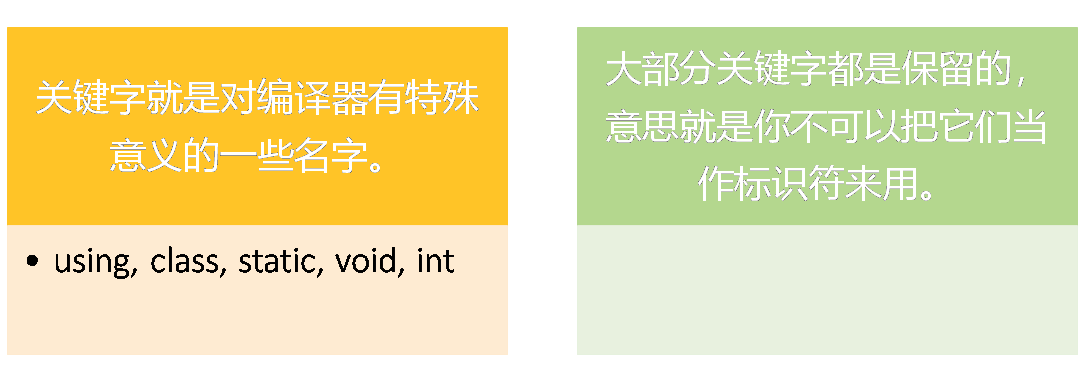 关键字就是对编译器有特殊
意义的一些名字。
• using, class, static, void, int
大部分关键字都是保留的，
意思就是你不可以把它们当
作标识符来用。